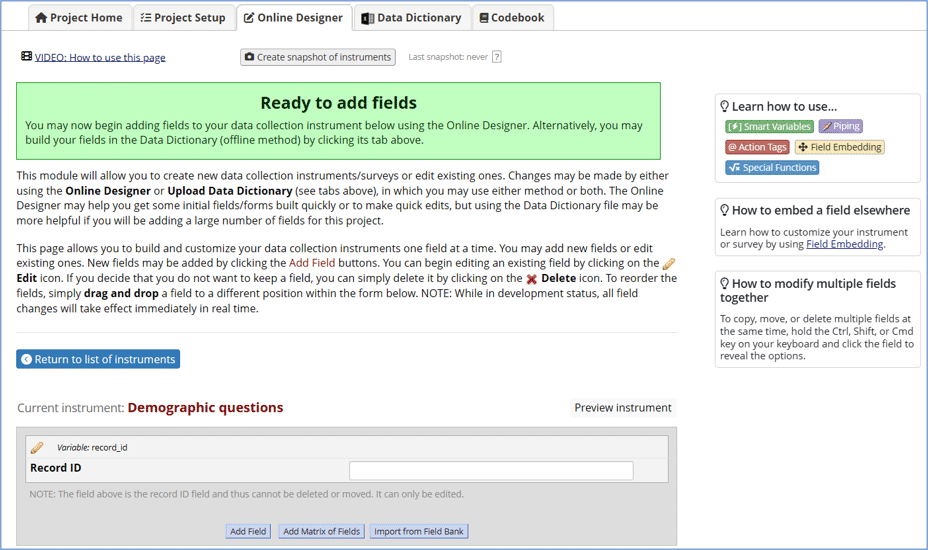 Project Home
Project Setup
Online Designer
Data Dictionary
Codebook
VIDEO: How to use this page
Create snapshot of instruments
Last snapshot: never ?
Ready to add fields
You may now begin adding fields to your data collection instrument below using the Online Designer. Alternatively, you may
build your fields in the Data Dictionary (offline method) by clicking its tab above.
This module will allow you to create new data collection instruments/surveys or edit existing ones. Changes may be made by either
using the Online Designer or Upload Data Dictionary (see tabs above), in which you may use either method or both. The Online
Designer may help you get some initial fields/forms built quickly or to make quick edits, but using the Data Dictionary file may be
more helpful if you will be adding a large number of fields for this project.
This page allows you to build and customize your data collection instruments one field at a time. You may add new fields or edit
existing ones. New fields may be added by clicking the Add Field buttons. You can begin editing an existing field by clicking on the
Edit icon. If you decide that you do not want to keep a field, you can simply delete it by clicking on the Delete icon. To reorder the
fields, simply drag and drop a field to a different position within the form below. NOTE: While in development status, all field
changes will take effect immediately in real time.
Return to list of instruments
Current instrument: Demographic questions
Preview instrument
Variable: record_id
Record ID
NOTE: The field above is the record ID field and thus cannot be deleted or moved. It can only be edited.
Add Field
Add Matrix of Fields
Import from Field Bank
Learn how to use...
[⚡] Smart Variables
Piping
@ Action Tags
Field Embedding
Special Functions
How to embed a field elsewhere
Learn how to customize your instrument
or survey by using Field Embedding.
How to modify multiple fields
together
To copy, move, or delete multiple fields at
the same time, hold the Ctrl, Shift, or Cmd
key on your keyboard and click the field to
reveal the options.